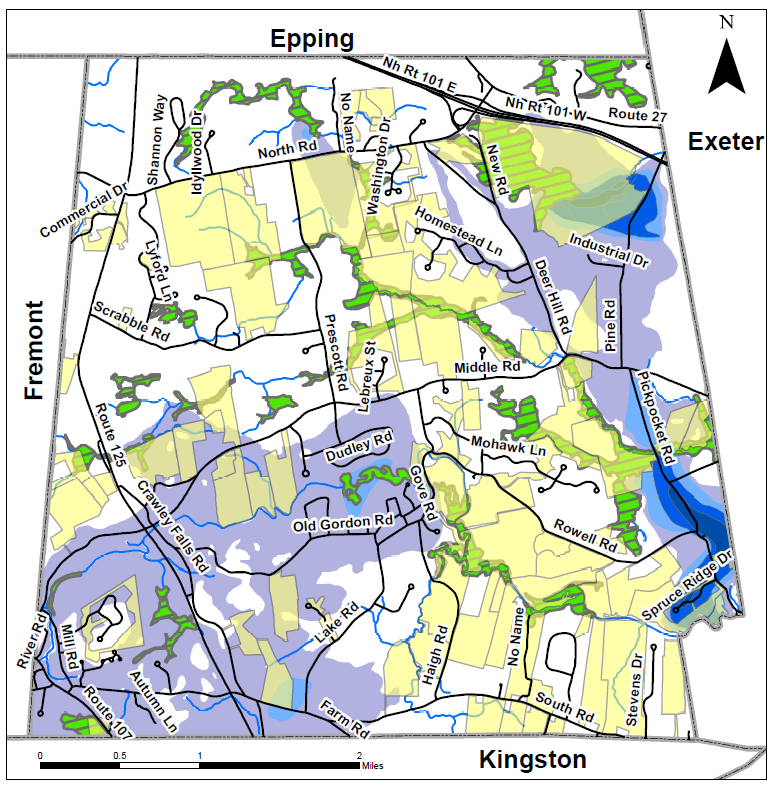 Epping
N
Nh Rt 101 E
Nh Rt 101-W
Route 27
Exeter
Shannon Way
Idyllwood Dr
No Name
Washington Dr
North Rd
New Rd
Commercial Dr
Homestead Ln
Lyford Ln
Industrial Dr
Deer Hill Rd
Pine Rd
Scrabble Rd
Fremont
Prescott Rd
Lebreux St
Middle Rd
Pickpocket Rd
Route 125
Dudley Rd
Mohawk Ln
Gove Rd
Crawley Falls Rd
Old Gordon Rd
Rowell Rd
Spruce Ridge Dr
River Rd
Mill Rd
Lake Rd
Haigh Rd
No Name
Stevens Dr
Autumn Ln
Route 107
Farm Rd
South Rd
Kingston
0 0.5 1 2
Miles